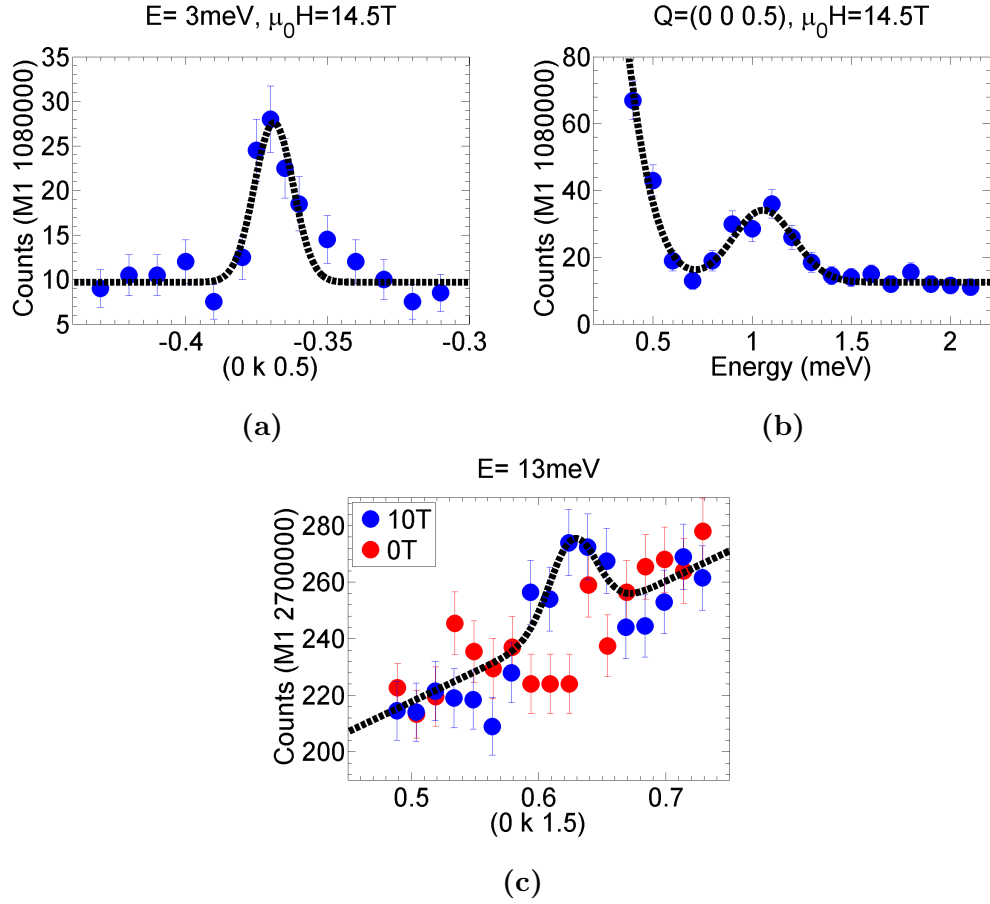 E= 3meV, μ0H=14.5T
35
30
25
20
15
10
5
Counts (M1 1080000)
-0.4
-0.35
-0.3
(0 k 0.5)
(a)
Q=(0 0 0.5), μ0H=14.5T
80
60
40
20
0
Counts (M1 1080000)
0.5
1
1.5
2
Energy (meV)
(b)
E= 13meV
10T
0T
280
260
240
220
200
Counts (M1 2700000)
0.5
0.6
0.7
(0 k 1.5)
(c)